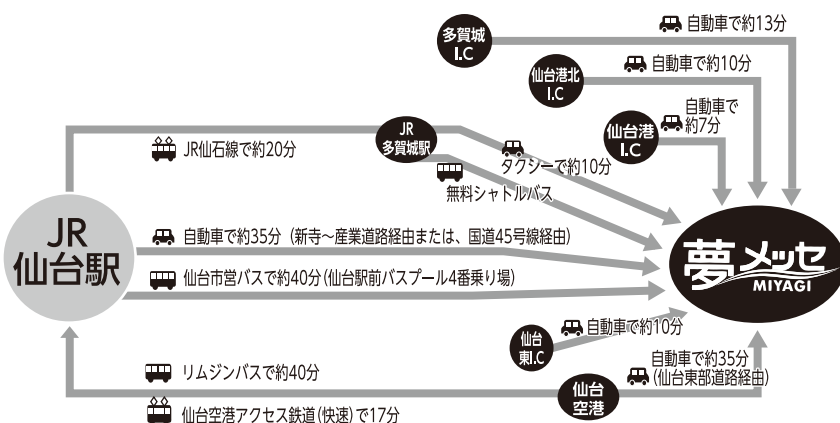 多賀城
I.C
自動車で約13分
仙台港北
I.C
自動車で約10分
仙台港
I.C
自動車で
約7分
JR仙石線で約20分
JR
多賀城駅
タクシーで約10分
無料シャトルバス
JR
仙台駅
自動車で約35分（新寺～産業道路経由または、国道45号線経由）
仙台市営バスで約40分（仙台駅前バスプール4番乗り場）
夢メッセ
MIYAGI
仙台
東I.C
自動車で約10分
リムジンバスで約40分
仙台空港アクセス鉄道（快速）で17分
仙台
空港
自動車で約35分
（仙台東部道路経由）